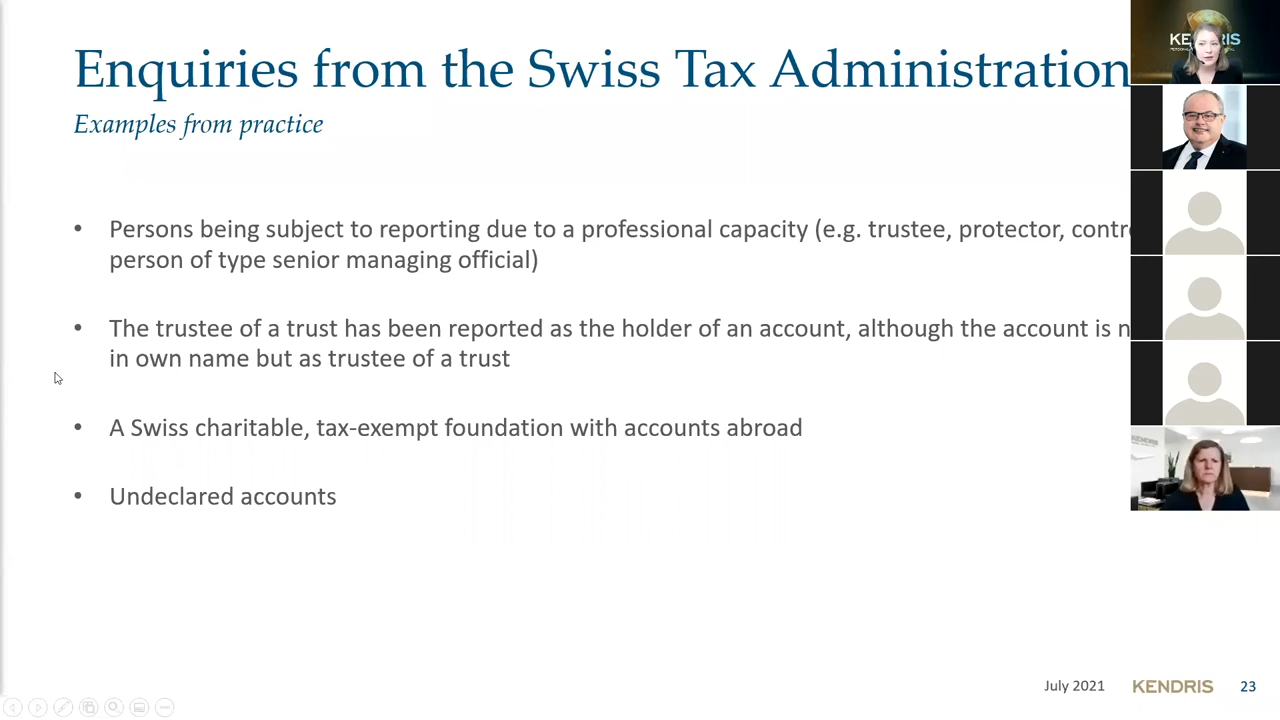 Enquiries from the Swiss Tax Administration
Examples from practice
• Persons being subject to reporting due to a professional capacity (e.g. trustee, protector,
person of type senior managing official)
• The trustee of a trust has been reported as the holder of an account, although the account is
in own name but as trustee of a trust
• A Swiss charitable, tax-exempt foundation with accounts abroad
• Undeclared accounts
July 2021 KENDRIS 23